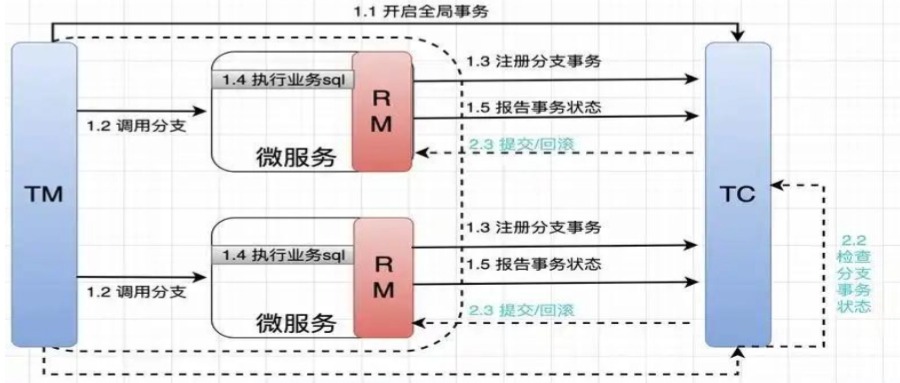 1.1 开启全局事务
1.3 注册分支事务
1.4 执行业务sql
R
M
1.5 报告事务状态
1.2 调用分支
2.3 提交/回滚
微服务
TM
TC
1.3 注册分支事务
1.4 执行业务sql
R
M
1.5 报告事务状态
1.2 调用分支
2.3 提交/回滚
微服务
2.2
检查
分支
事务
状态